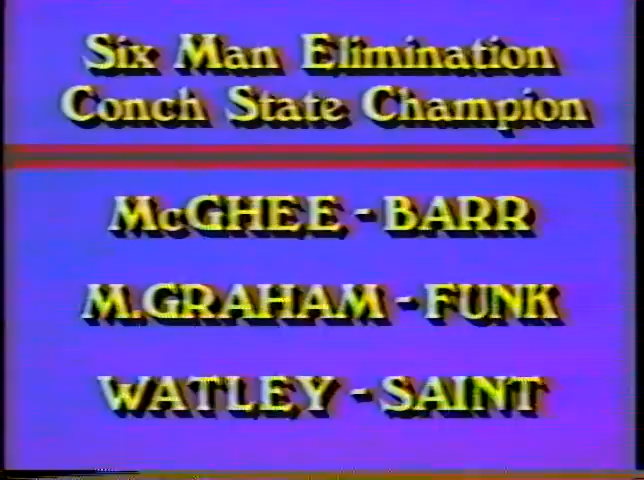 Six Man Elimination
Conch State Champion
McGHEE - BARR
M.GRAHAM - FUNK
WATLEY - SAINT